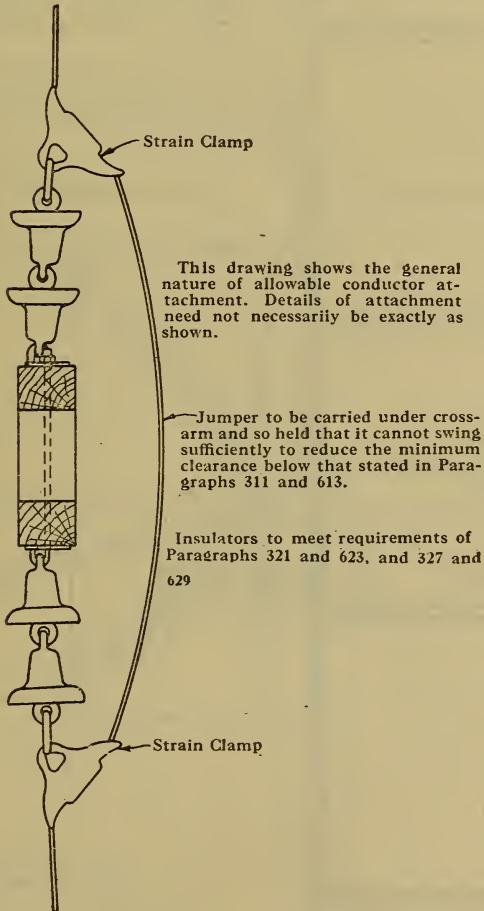 Strain Clamp
This drawing shows the general
nature of allowable conductor at-
tachment. Details of attachment
need not necessarily be exactly as
shown.
Jumper to be carried under cross-
arm and so held that it cannot swing
sufficiently to reduce the minimum
clearance below that stated in Para-
graphs 311 and 613.
Insulators to meet requirements of
Paragraphs 321 and 623, and 327 and
629
Strain Clamp